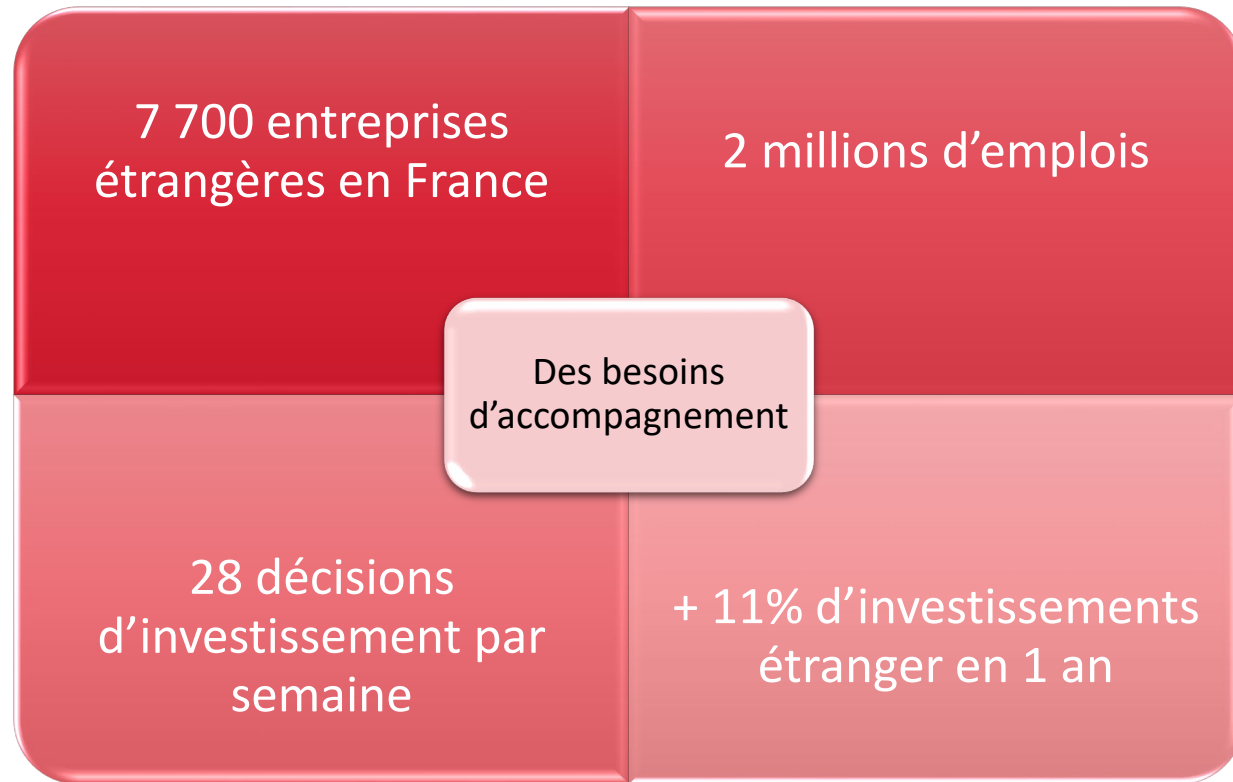 7 700 entreprises
étrangères en France
2 millions d’emplois
Des besoins
d’accompagnement
28 décisions
d’investissement par
semaine
+ 11% d’investissements
étranger en 1 an